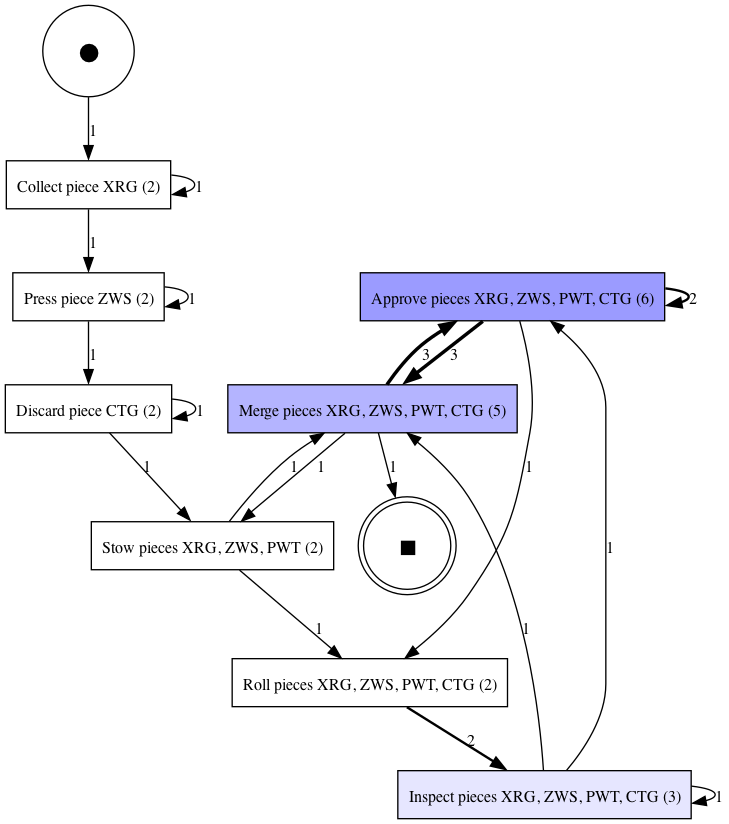 1
Collect piece XRG (2)
1
1
Press piece ZWS (2)
1
Approve pieces XRG, ZWS, PWT, CTG (6)
2
1
3
3
Discard piece CTG (2)
1
Merge pieces XRG, ZWS, PWT, CTG (5)
1
1
1
1
1
Stow pieces XRG, ZWS, PWT (2)
1
1
1
Roll pieces XRG, ZWS, PWT, CTG (2)
2
Inspect pieces XRG, ZWS, PWT, CTG (3)
1